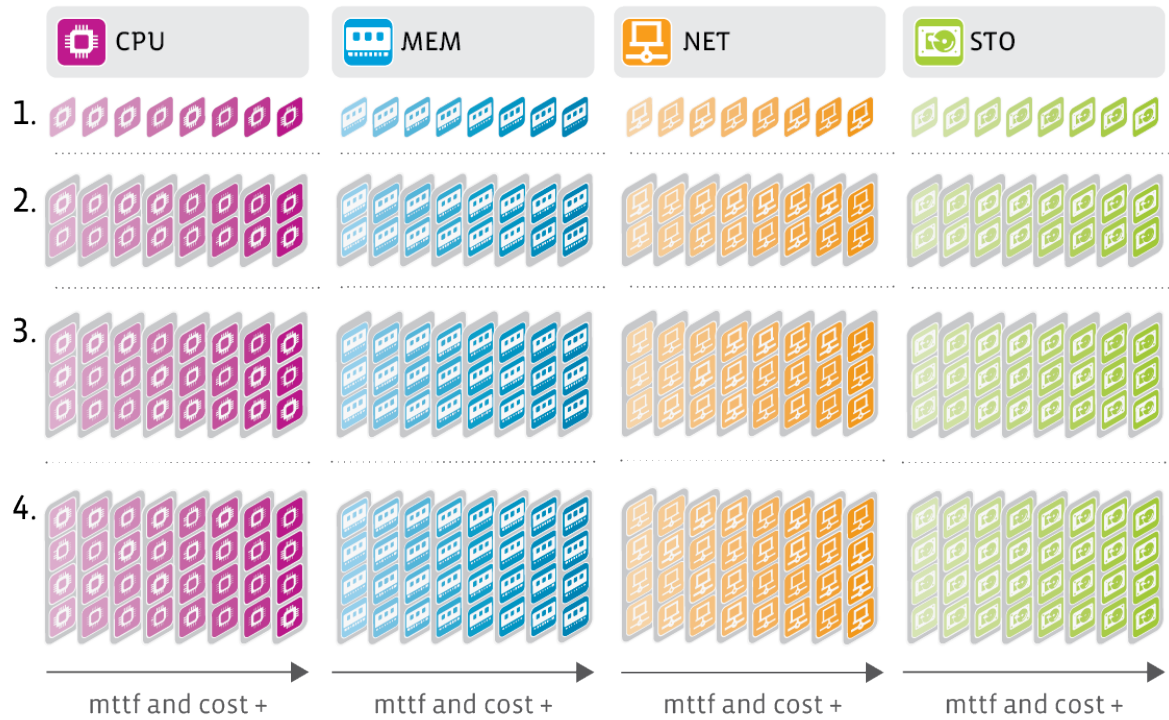 CPU
MEM
NET
STO
1.
2.
3.
4.
mttf and cost +
mttf and cost +
mttf and cost +
mttf and cost +